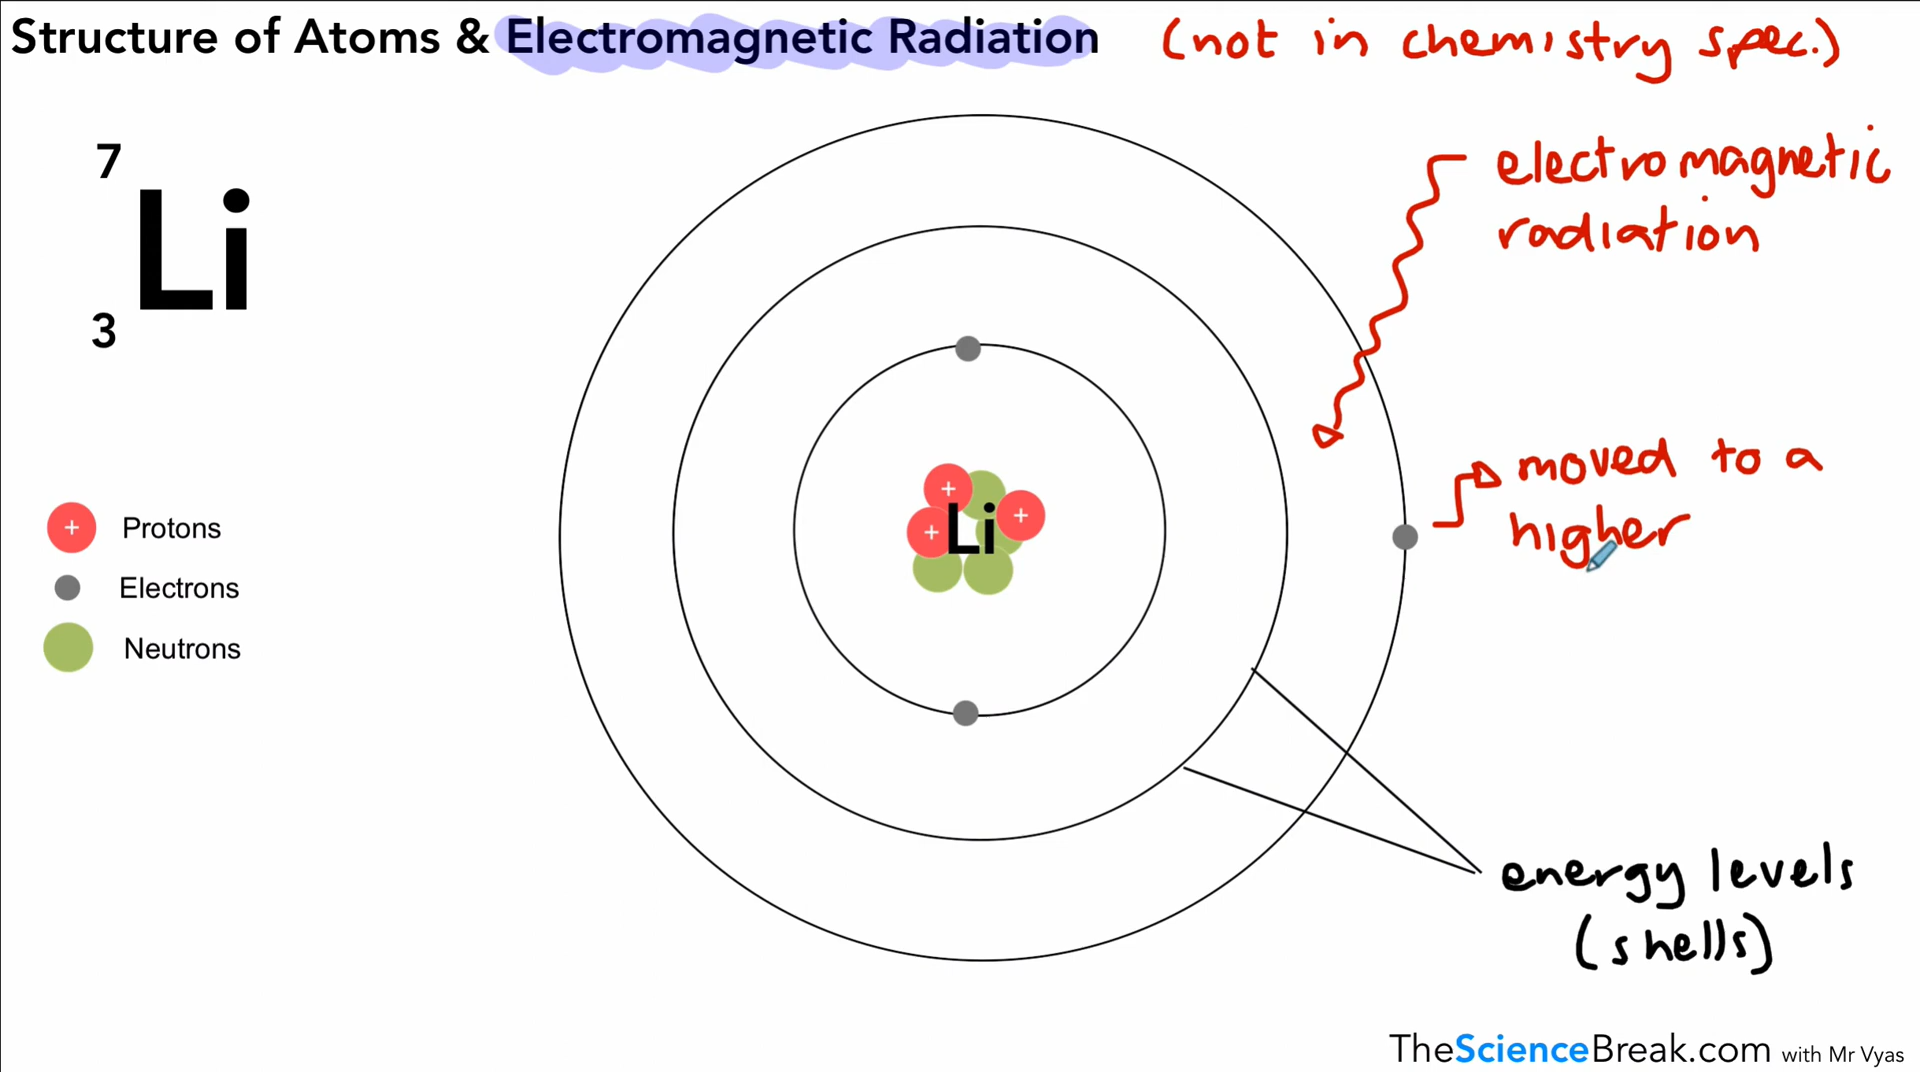 Structure of Atoms & Electromagnetic Radiation (not in chemistry spec.)
7
Li
3
electromagnetic
radiation
+
+
+
Li
moved to a
higher
+ Protons
Electrons
Neutrons
energy levels
(shells)
TheScienceBreak.com with Mr Vyas